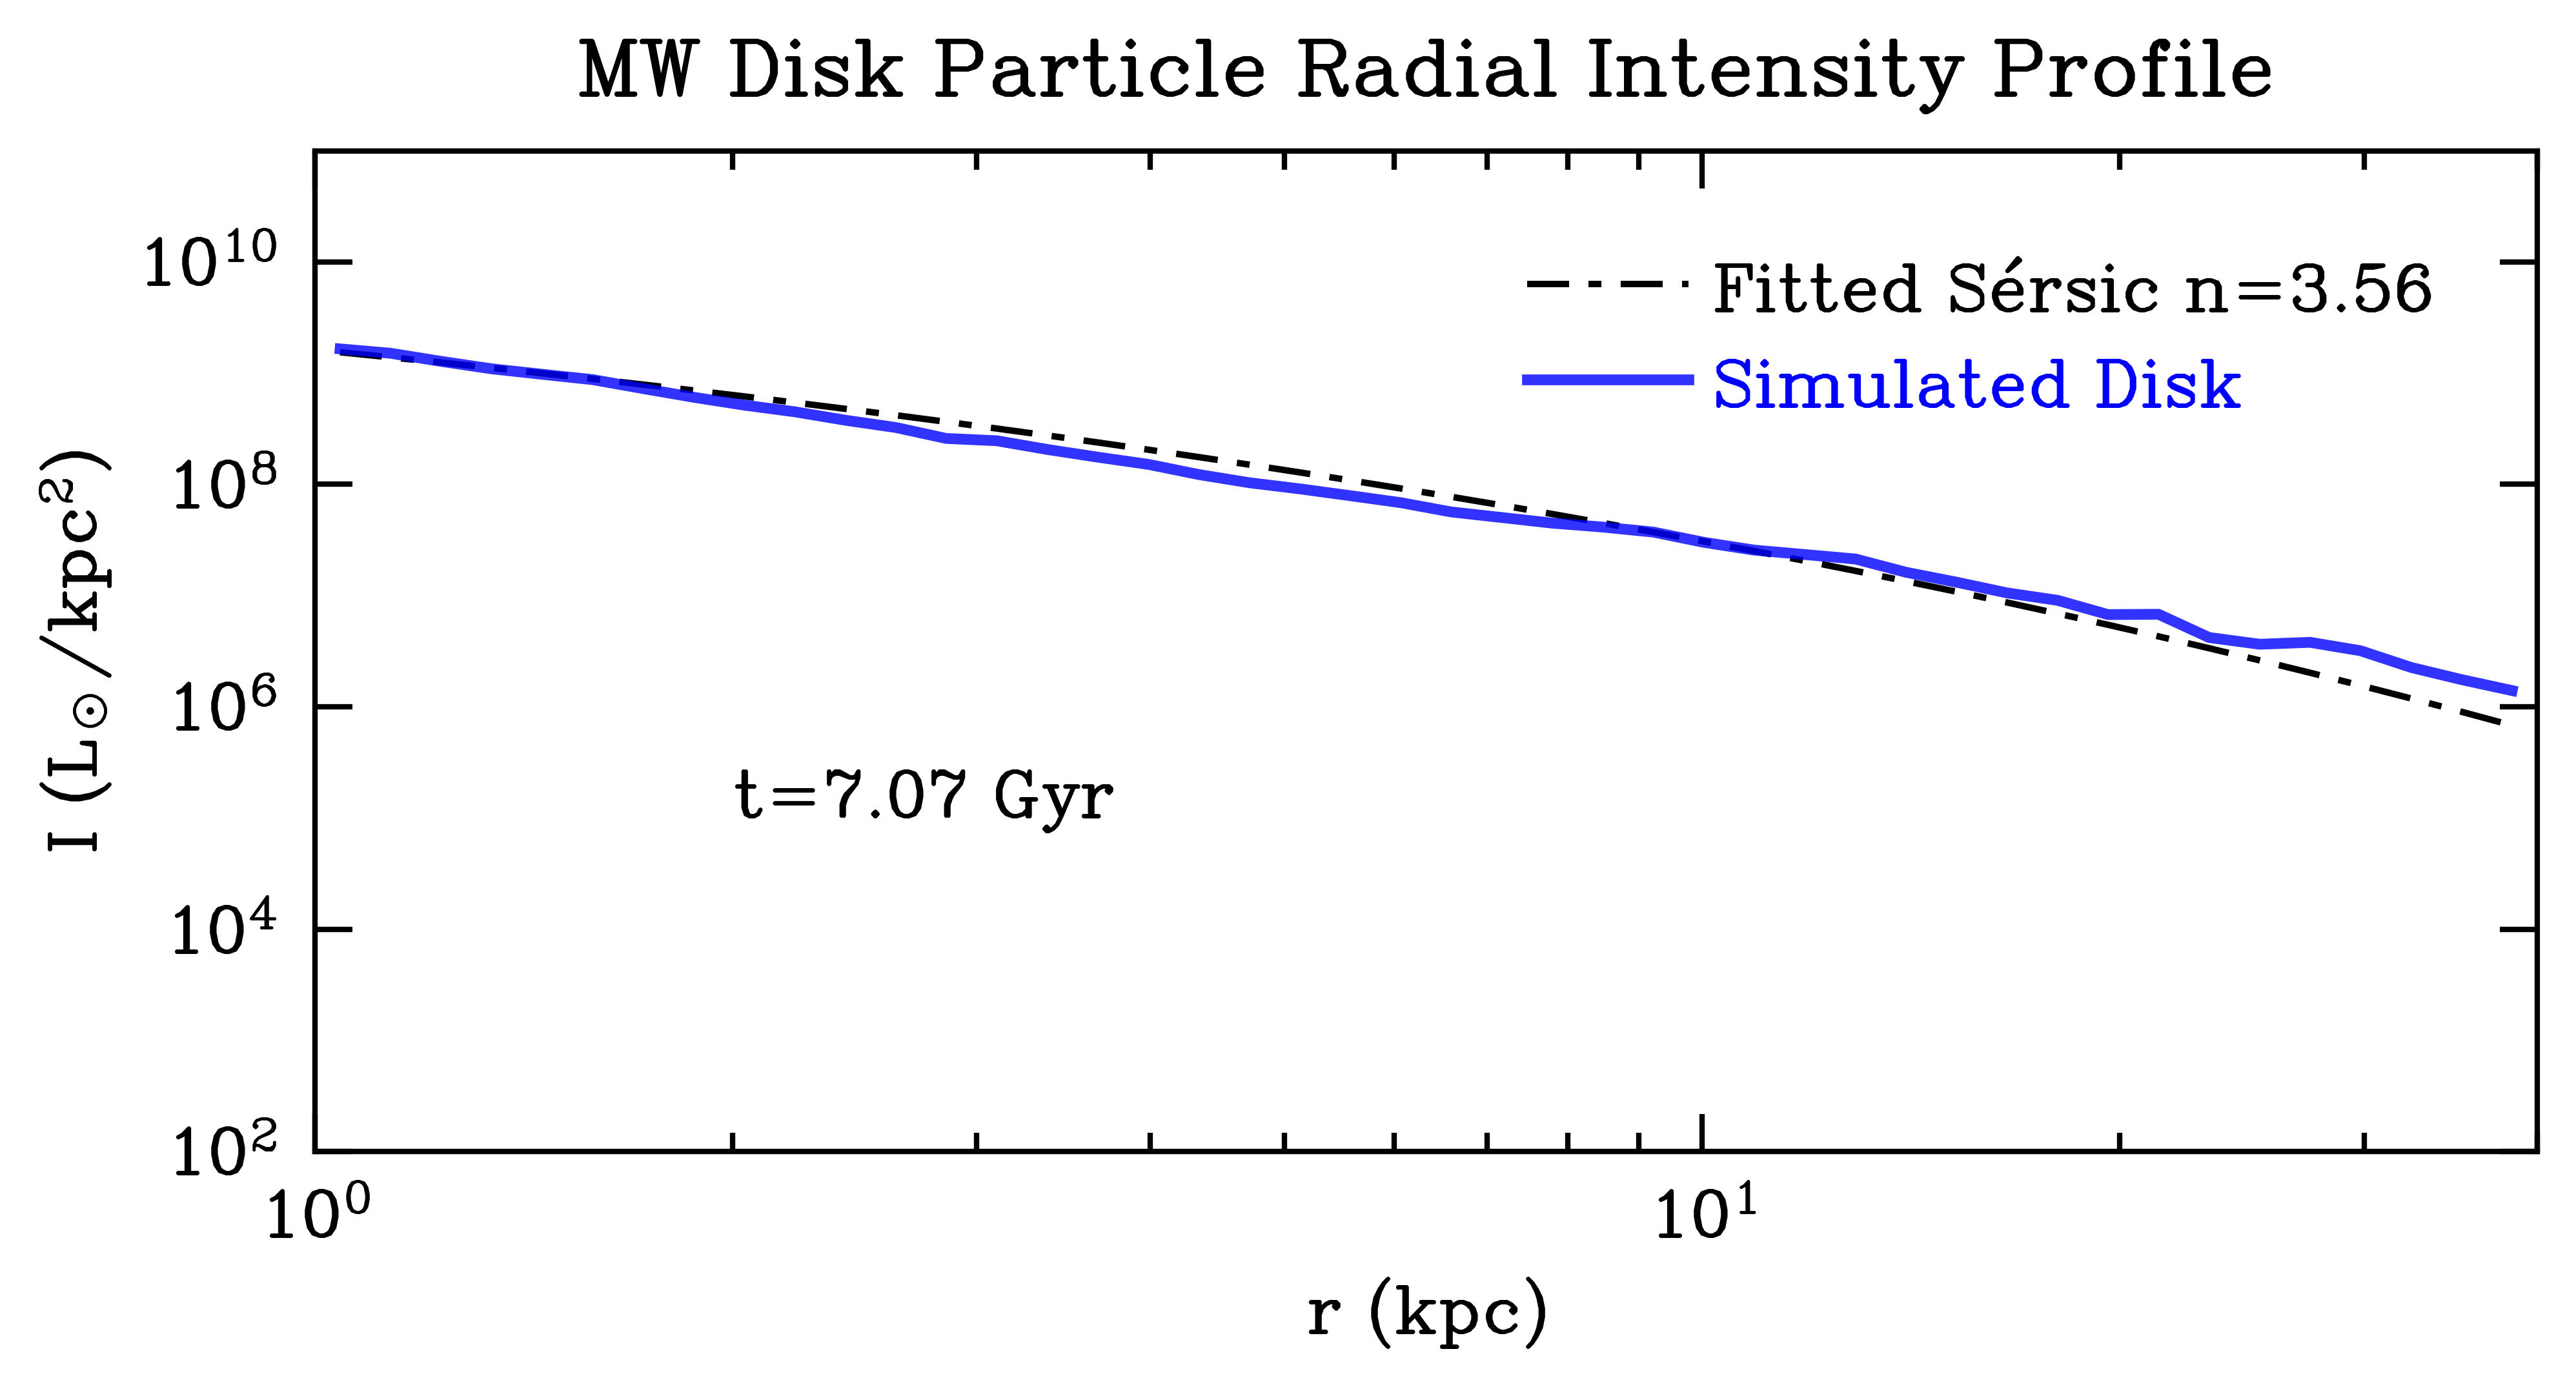 MW Disk Particle Radial Intensity Profile
10¹⁰
10⁸
10⁶
10⁴
10²
I (L⊙/kpc²)
Fitted Sérsic n=3.56
Simulated Disk
t=7.07 Gyr
10⁰
10¹
r (kpc)